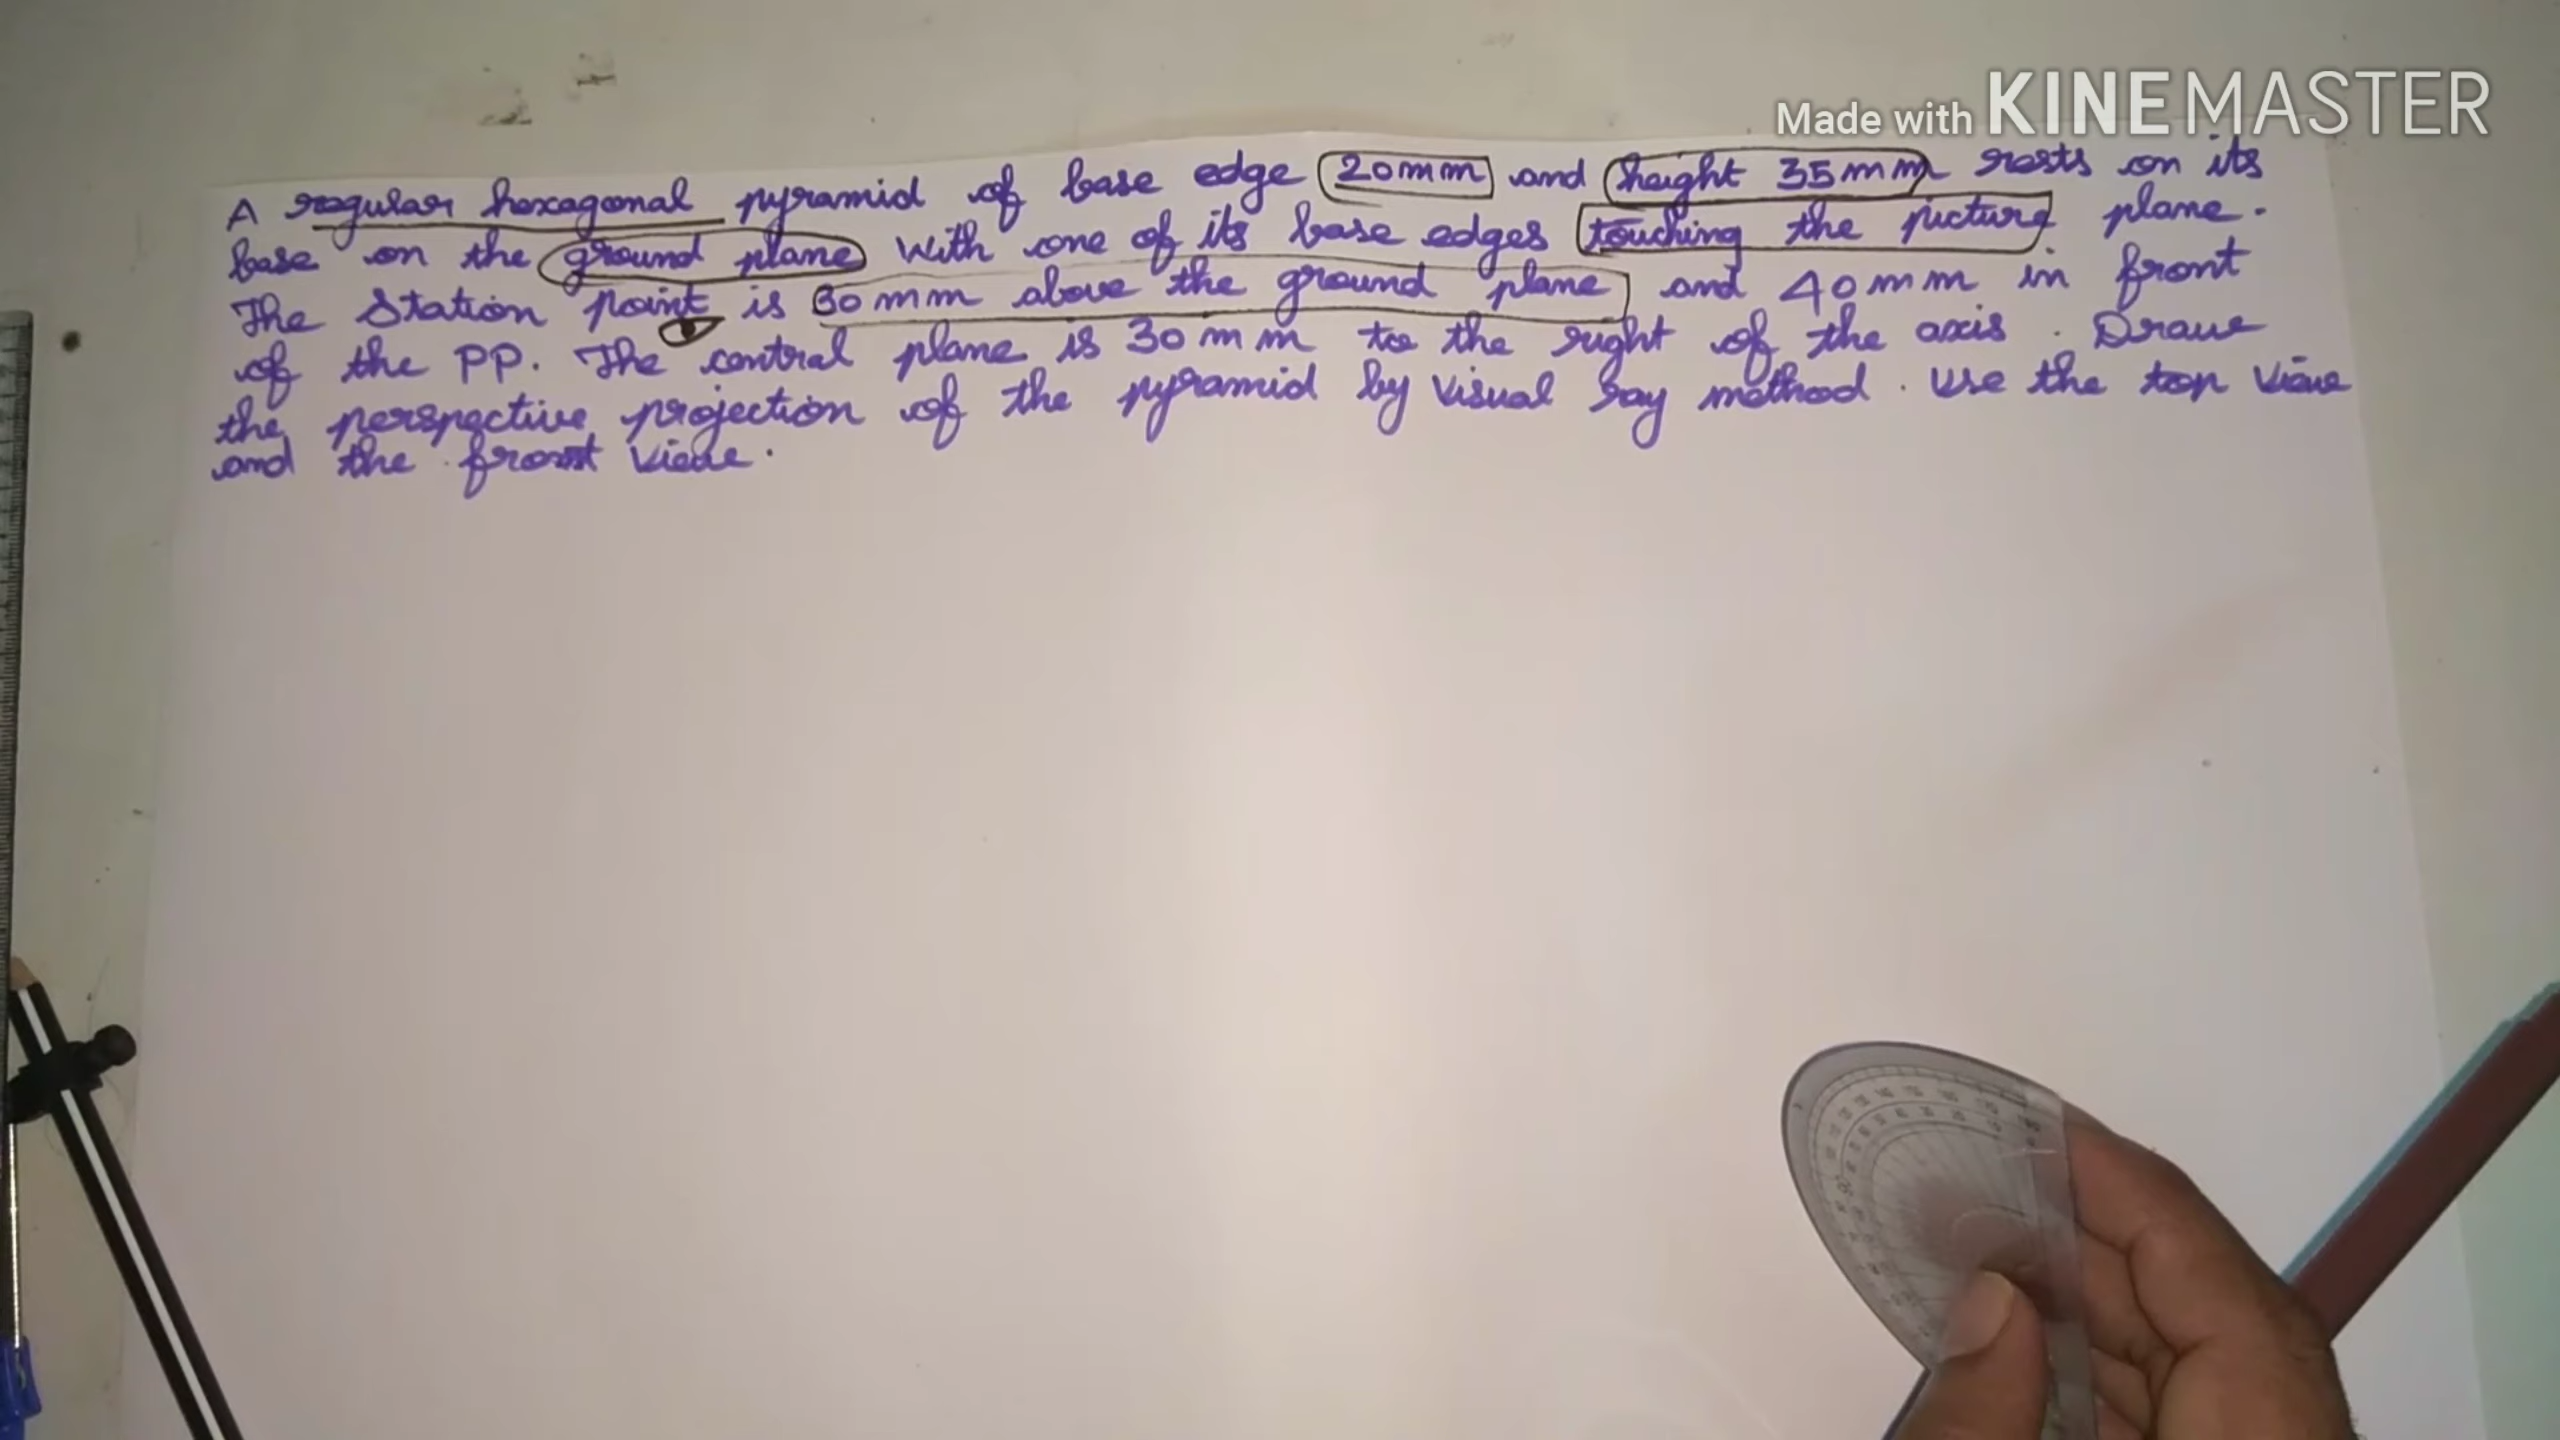 Made with KINEMASTER
A regular hexagonal pyramid of base edge 20mm and height 35mm rests on its
base on the ground plane with one of its base edges touching the picture plane.
The Station point is 30mm above the ground plane and 40mm in front
of the PP. The central plane is 30mm to the right of the axis. Draw
the perspective projection of the pyramid by visual ray method. Use the top view
and the front view.